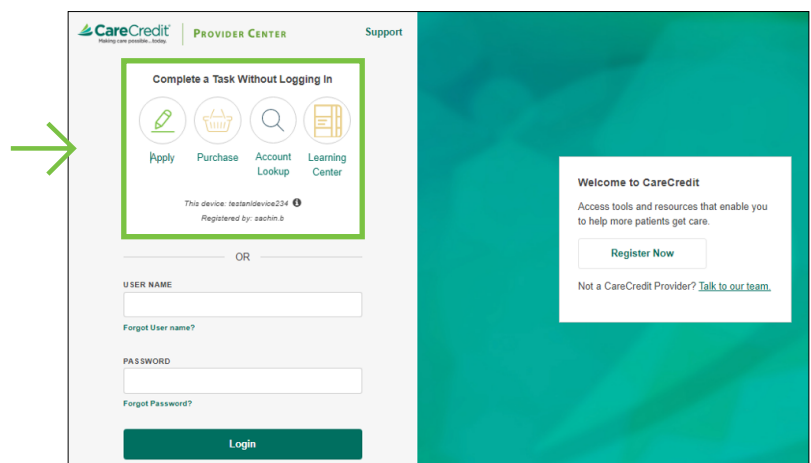 CareCredit
Making care possible...today.
PROVIDER CENTER
Support
Complete a Task Without Logging In
Apply
Purchase
Account
Lookup
Learning
Center
This device: testanidevice234
Registered by: sachin.b
OR
USER NAME
Forgot User name?
PASSWORD
Forgot Password?
Login
Welcome to CareCredit
Access tools and resources that enable you
to help more patients get care.
Register Now
Not a CareCredit Provider? Talk to our team.